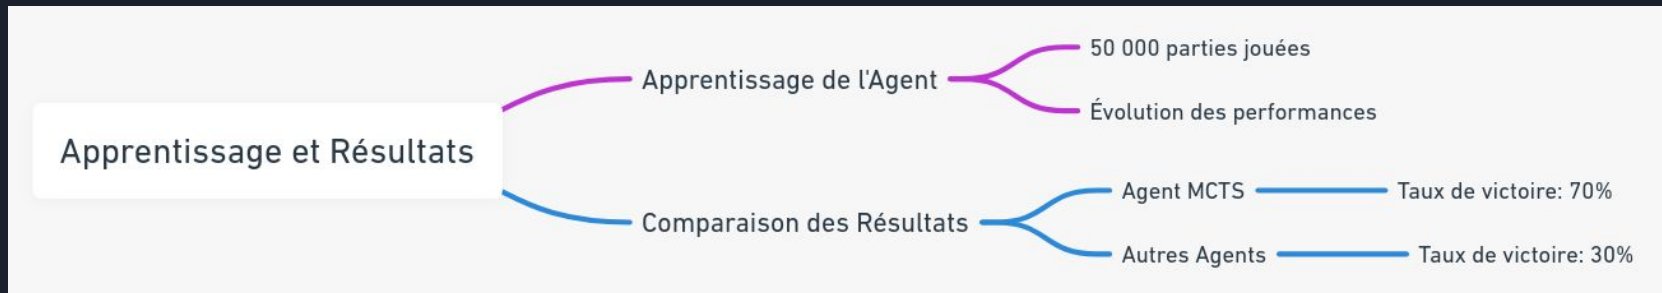 Apprentissage et Résultats
Apprentissage de l'Agent
50 000 parties jouées
Évolution des performances
Comparaison des Résultats
Agent MCTS
Taux de victoire: 70%
Autres Agents
Taux de victoire: 30%